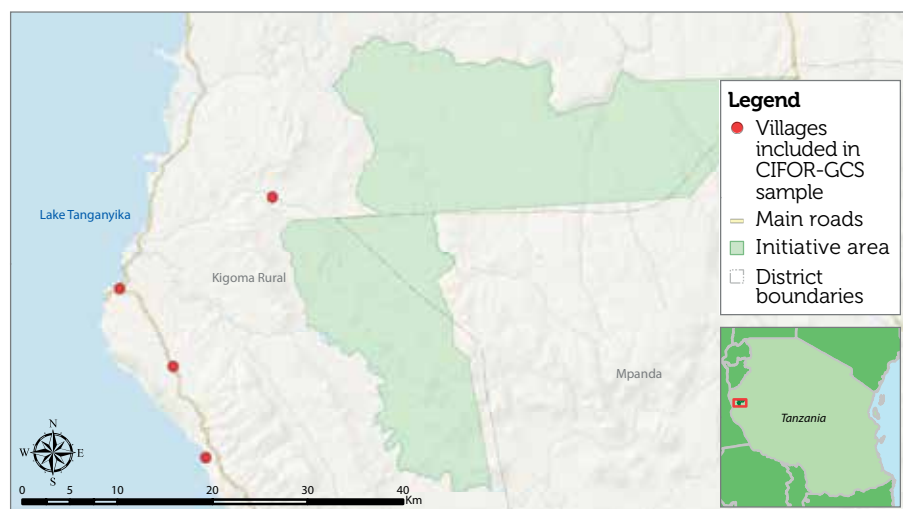 Legend
Villages
included in
CIFOR-GCS
sample
Main roads
Initiative area
District
boundaries
Lake Tanganyika
Kigoma Rural
Mpanda
Tanzania
N
W
E
S
0 5 10 20 30 40
Km